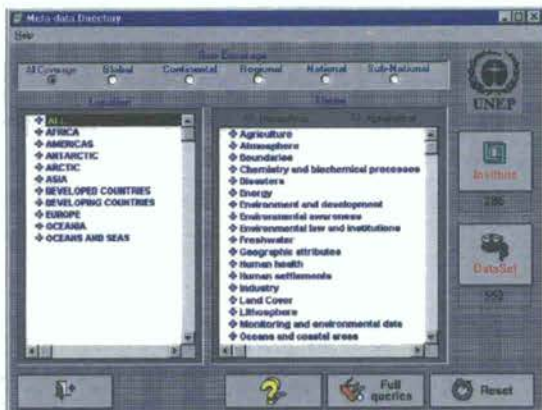 Meta-data Directory
Help
Geo Coverage
All Coverage Global Continental Regional National Sub-National
Location
Theme
ALL
AFRICA
AMERICAS
ANTARCTIC
ARCTIC
ASIA
DEVELOPED COUNTRIES
DEVELOPING COUNTRIES
EUROPE
OCEANIA
OCEANS AND SEAS
Hierarchical Alphabetical
Agriculture
Atmosphere
Boundaries
Chemistry and biochemical processes
Disasters
Energy
Environment and development
Environmental awareness
Environmental law and institutions
Freshwater
Geographic attributes
Human health
Human settlements
Industry
Land Cover
Lithosphere
Monitoring and environmental data
Oceans and coastal areas
UNEP
Institute
DataSet
Full
queries
Reset